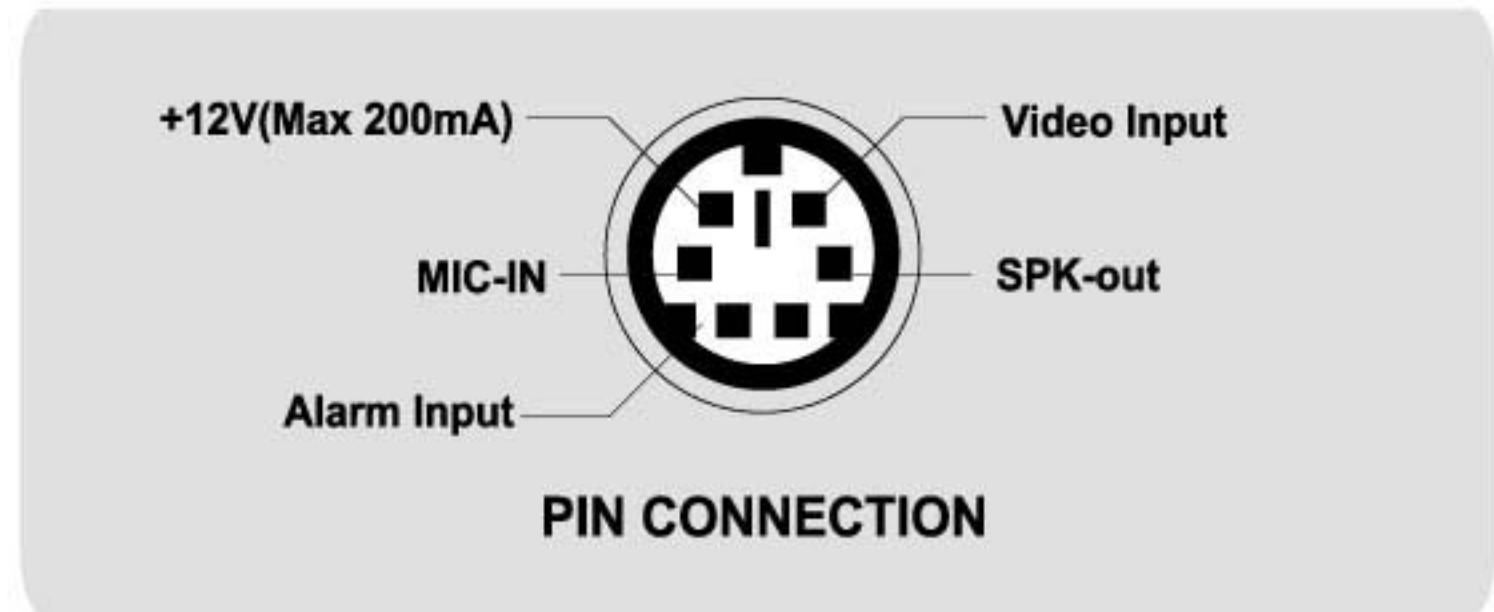 +12V(Max 200mA)
Video Input
MIC-IN
SPK-out
Alarm Input
PIN CONNECTION